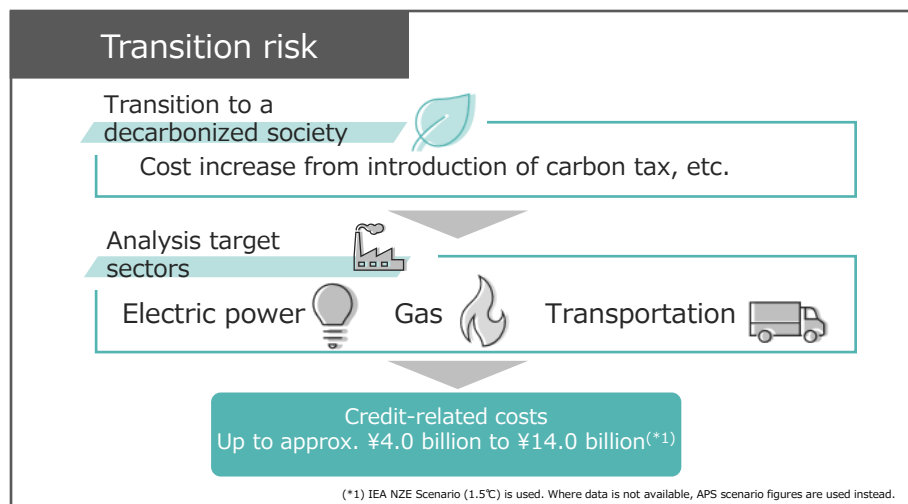 Transition risk
Transition to a
decarbonized society
Cost increase from introduction of carbon tax, etc.
Analysis target
sectors
Electric power
Gas
Transportation
Credit-related costs
Up to approx. ¥4.0 billion to ¥14.0 billion(*1)
(*1) IEA NZE Scenario (1.5℃) is used. Where data is not available, APS scenario figures are used instead.